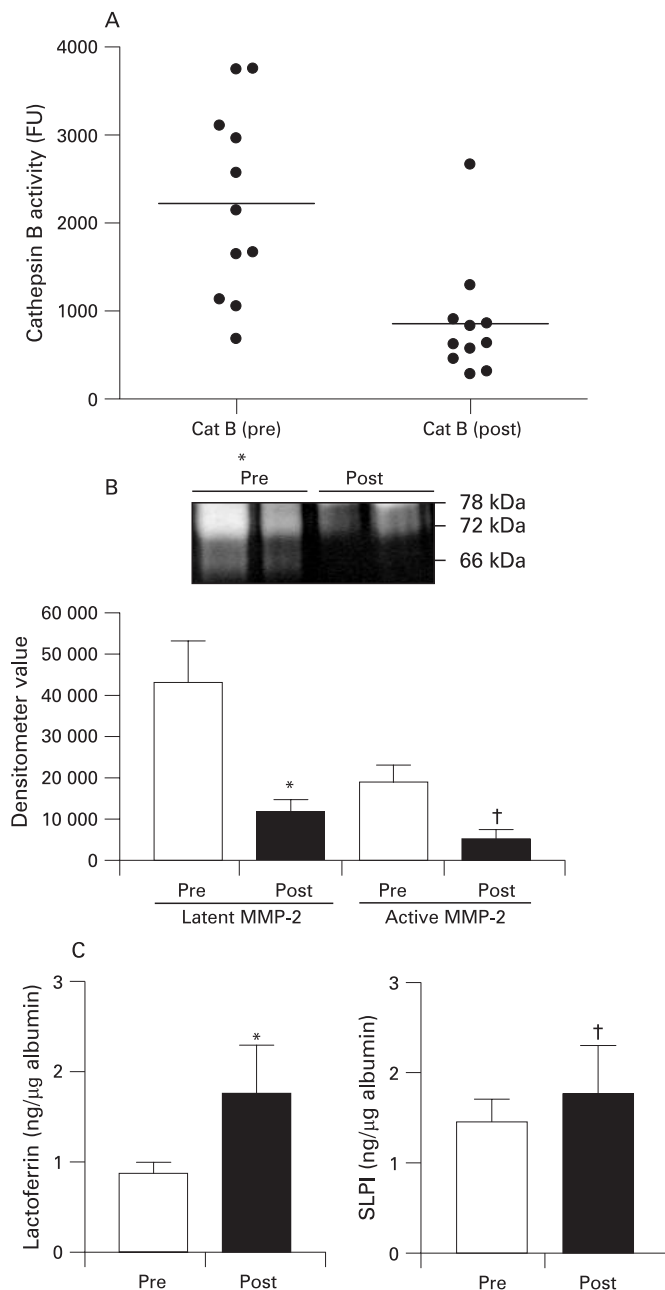 A
4000
3000
2000
1000
0
Cathepsin B activity (FU)
Cat B (pre) Cat B (post)
*
B
Pre Post
78 kDa
72 kDa
66 kDa
60 000
50 000
40 000
30 000
20 000
10 000
0
Densitometer value
*
†
Pre Post Pre Post
Latent MMP-2 Active MMP-2
C
3
2
1
0
Lactoferrin (ng/μg albumin)
*
Pre Post
3
2
1
0
SLPI (ng/μg albumin)
†
Pre Post